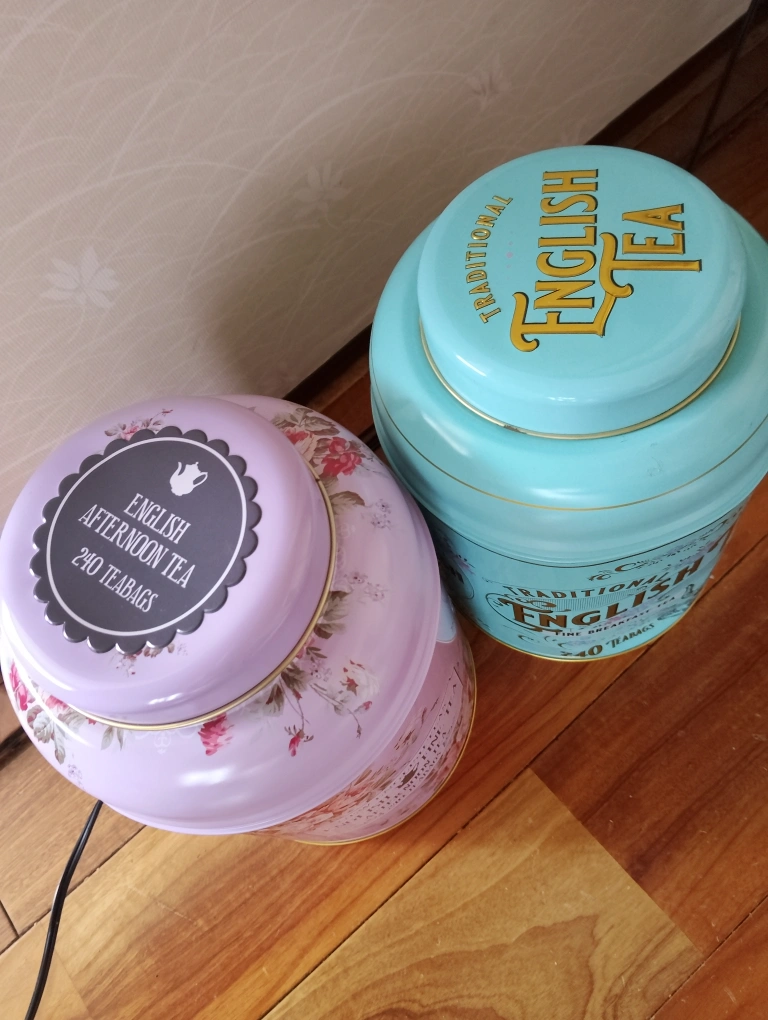 ENGLISH
AFTERNOON TEA
240 TEABAGS
TRADITIONAL
ENGLISH
TEA
TRADITIONAL
ENGLISH
FINE BREAKFAST TEA
240 TEABAGS